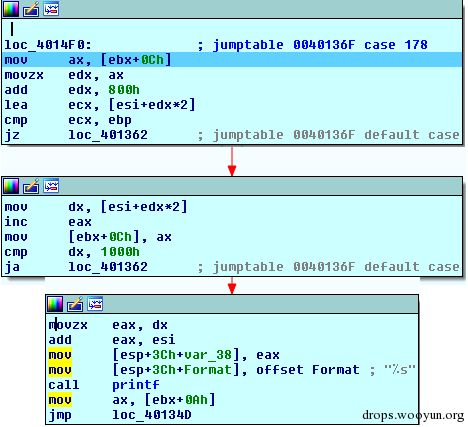 loc_4014F0: ; jumptable 0040136F case 178
mov ax, [ebx+0Ch]
movzx edx, ax
add edx, 800h
lea ecx, [esi+edx*2]
cmp ecx, ebp
jz loc_401362 ; jumptable 0040136F default case
mov dx, [esi+edx*2]
inc eax
mov [ebx+0Ch], ax
cmp dx, 1000h
ja loc_401362 ; jumptable 0040136F default case
movzx eax, dx
add eax, esi
mov [esp+3Ch+var_38], eax
mov [esp+3Ch+Format], offset Format ; "%s"
call printf
mov ax, [ebx+0Ah]
jmp loc_40134D
drops.wooyun.org